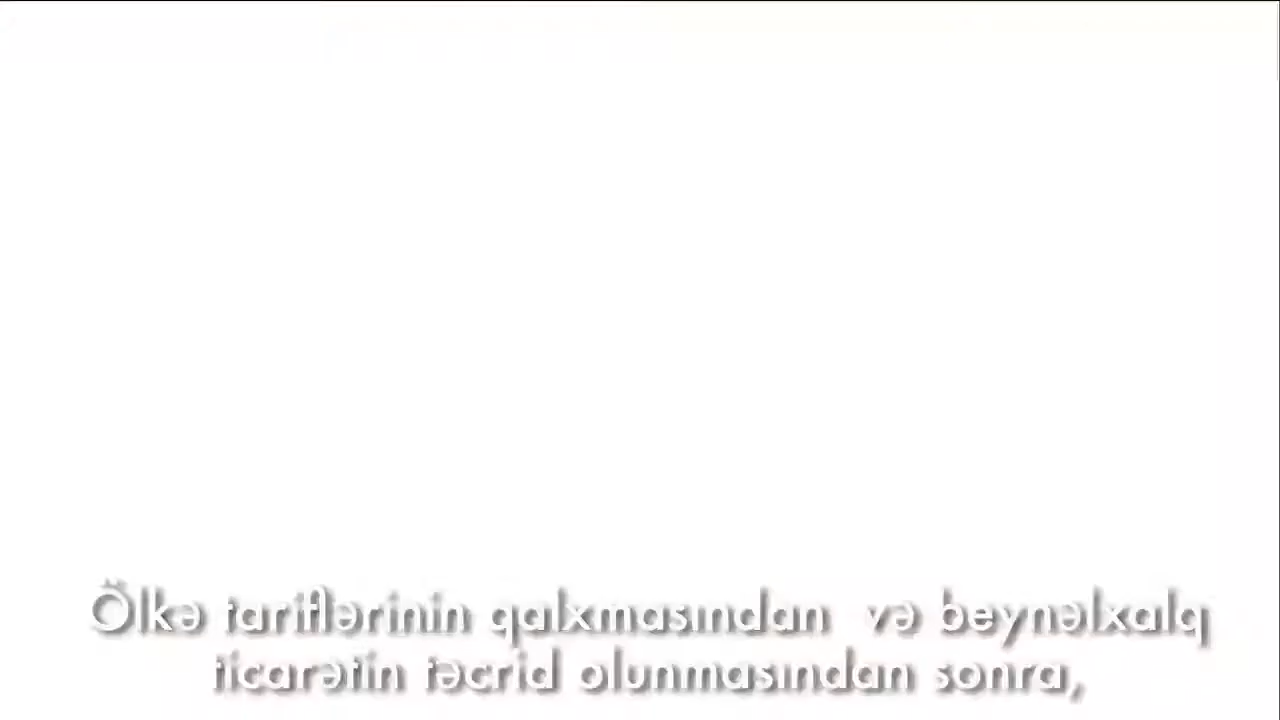 Ölkə tariflərinin qalxmasından və beynəlxalq
ticarətin təcrid olunmasından sonra,